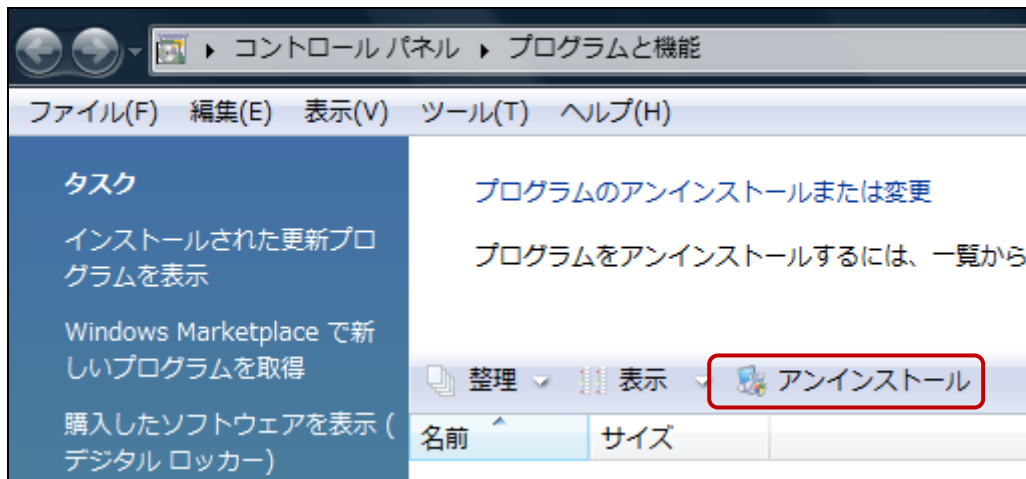 コントロール パネル ▸ プログラムと機能
ファイル(F) 編集(E) 表示(V) ツール(T) ヘルプ(H)
タスク
インストールされた更新プロ
グラムを表示
Windows Marketplace で新
しいプログラムを取得
購入したソフトウェアを表示 (
デジタル ロッカー)
プログラムのアンインストールまたは変更
プログラムをアンインストールするには、一覧から
整理 表示 アンインストール
名前 サイズ